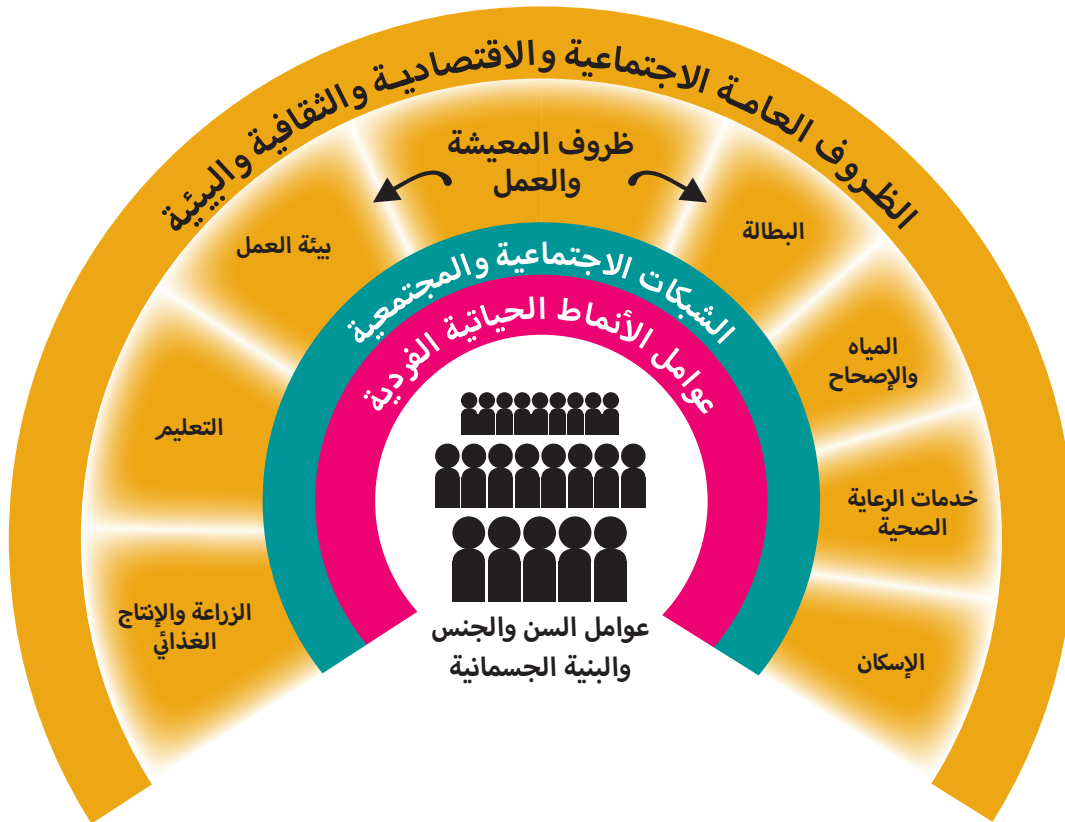 الظروف العامة الاجتماعية والاقتصادية والثقافية والبيئية
ظروف المعيشة
والعمل
البطالة
بيئة العمل
المياه
والإصحاح
التعليم
خدمات الرعاية
الصحية
الزراعة والإنتاج
الغذائي
الإسكان
الشبكات الاجتماعية والمجتمعية
عوامل الأنماط الحياتية الفردية
عوامل السن والجنس
والبنية الجسمانية